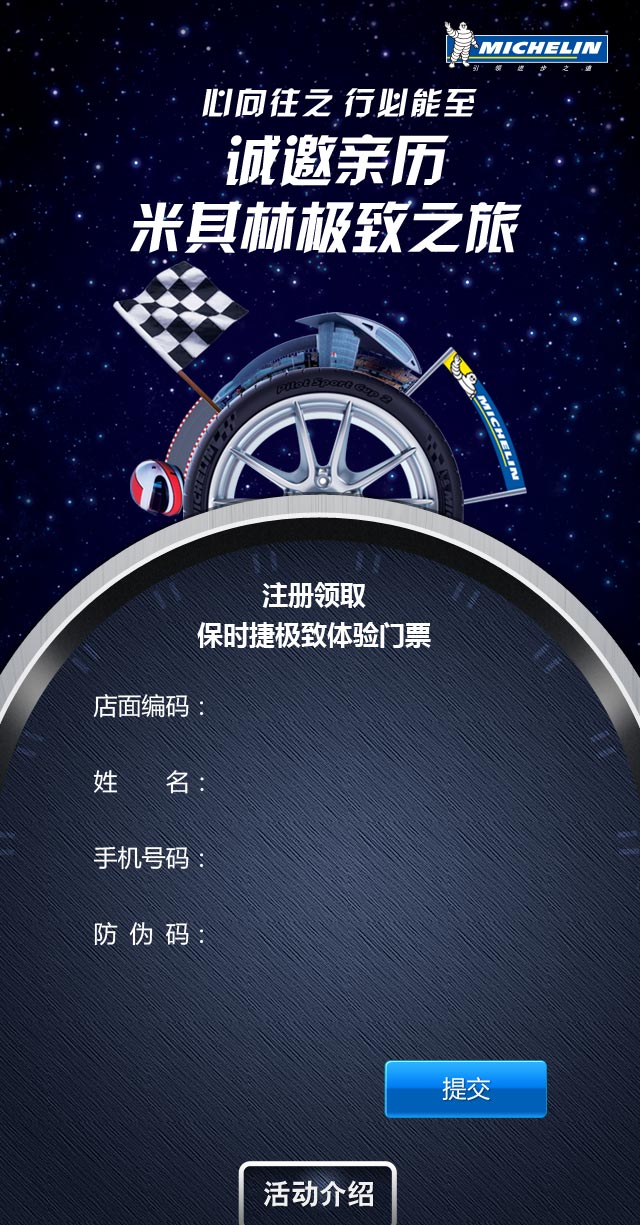 MICHELIN
引领进步之道
心向往之 行必能至
诚邀亲历
米其林极致之旅
Pilot Sport Cup 2
MICHELIN
MICHELIN
注册领取
保时捷极致体验门票
店面编码：
姓 名：
手机号码：
防 伪 码：
提交
活动介绍